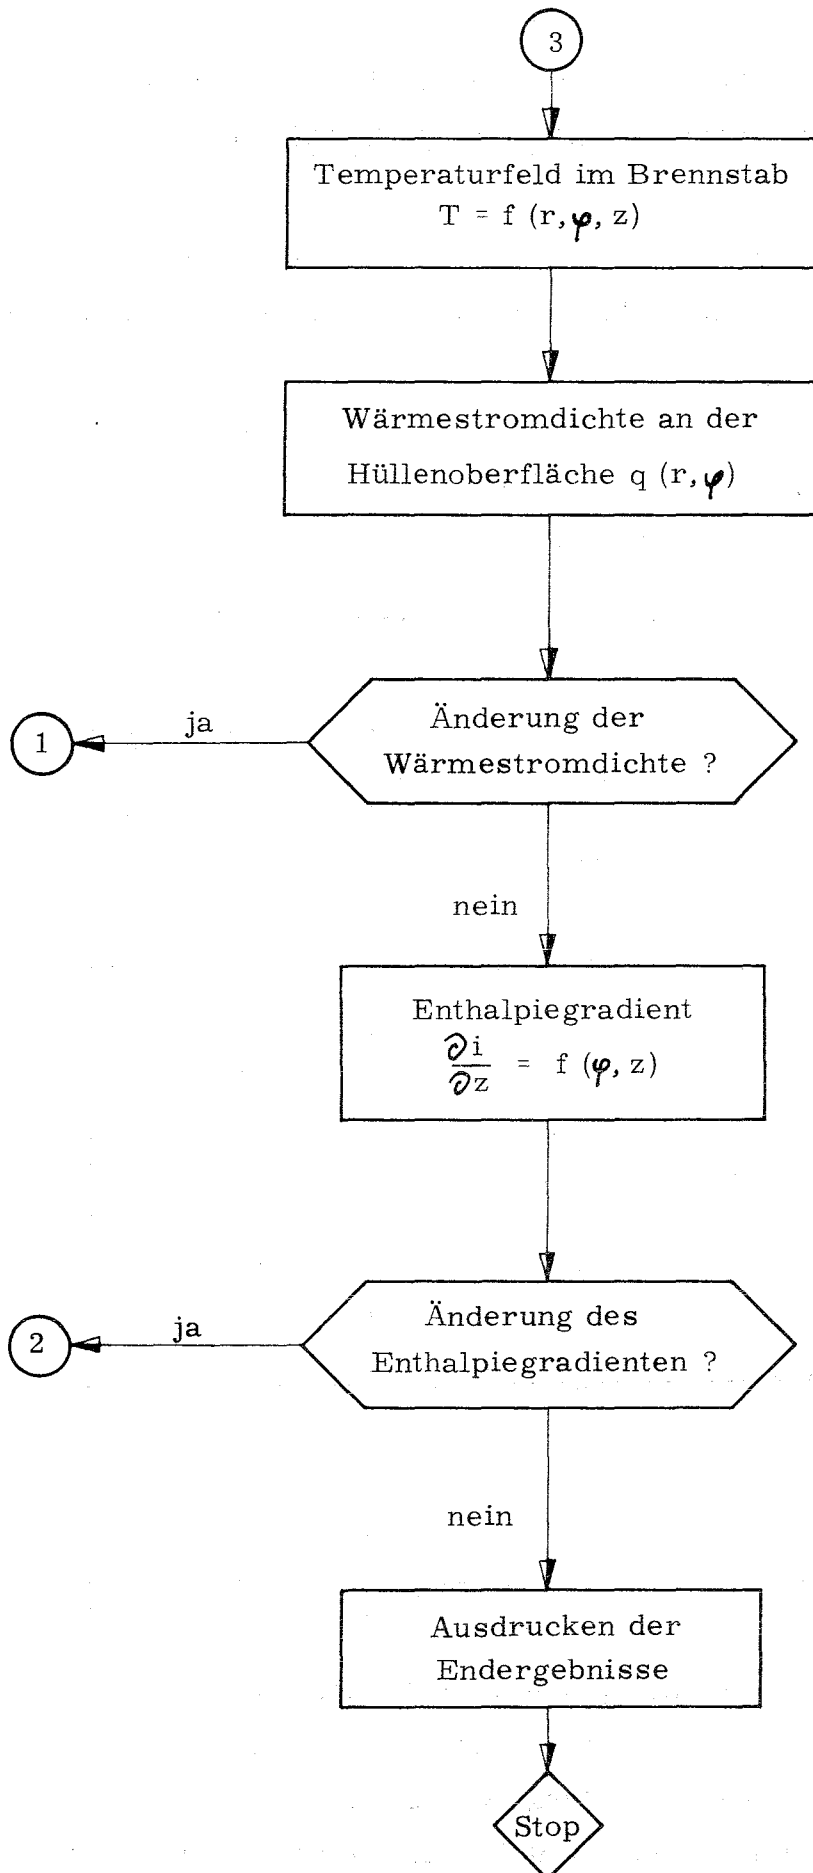 3
Temperaturfeld im Brennstab
T = f (r, φ, z)
Wärmestromdichte an der
Hüllenoberfläche q (r, φ)
Änderung der
Wärmestromdichte ?
ja
1
nein
Enthalpiegradient
∂i/∂z = f (φ, z)
Änderung des
Enthalpiegradienten ?
ja
2
nein
Ausdrucken der
Endergebnisse
Stop